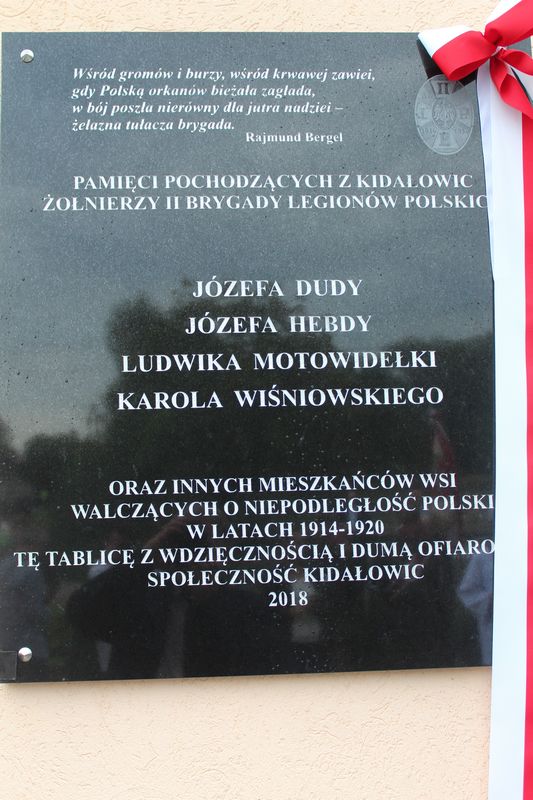 Wśród gromów i burzy, wśród krwawej zawiei,
gdy Polską orkanów bieżała zagłada,
w bój poszła nierówny dla jutra nadziei –
żelazna tułacza brygada.
Rajmund Bergel
II
PAMIĘCI POCHODZĄCYCH Z KIDAŁOWIC
ŻOŁNIERZY II BRYGADY LEGIONÓW POLSKIC
JÓZEFA DUDY
JÓZEFA HEBDY
LUDWIKA MOTOWIDEŁKI
KAROLA WIŚNIOWSKIEGO
ORAZ INNYCH MIESZKAŃCÓW WSI
WALCZĄCYCH O NIEPODLEGŁOŚĆ POLSKI
W LATACH 1914-1920
TĘ TABLICĘ Z WDZIĘCZNOŚCIĄ I DUMĄ OFIARO
SPOŁECZNOŚĆ KIDAŁOWIC
2018